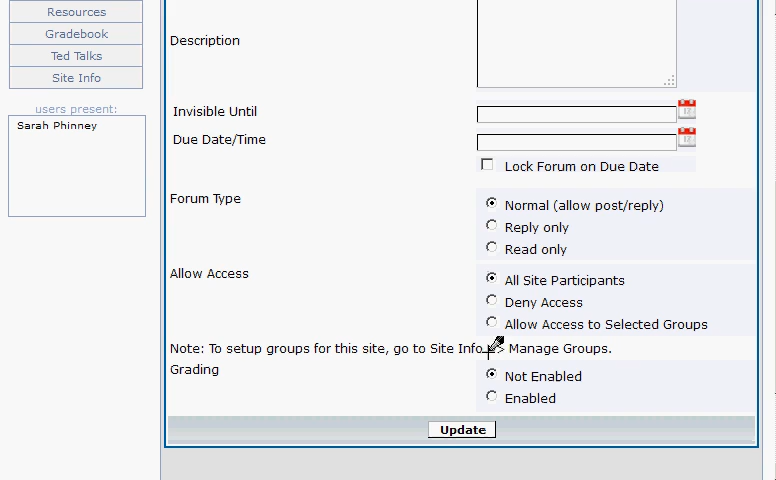 Resources
Gradebook
Ted Talks
Site Info
users present:
Sarah Phinney
Description
Invisible Until
Due Date/Time
Lock Forum on Due Date
Forum Type
Normal (allow post/reply)
Reply only
Read only
Allow Access
All Site Participants
Deny Access
Allow Access to Selected Groups
Note: To setup groups for this site, go to Site Info > Manage Groups.
Grading
Not Enabled
Enabled
Update